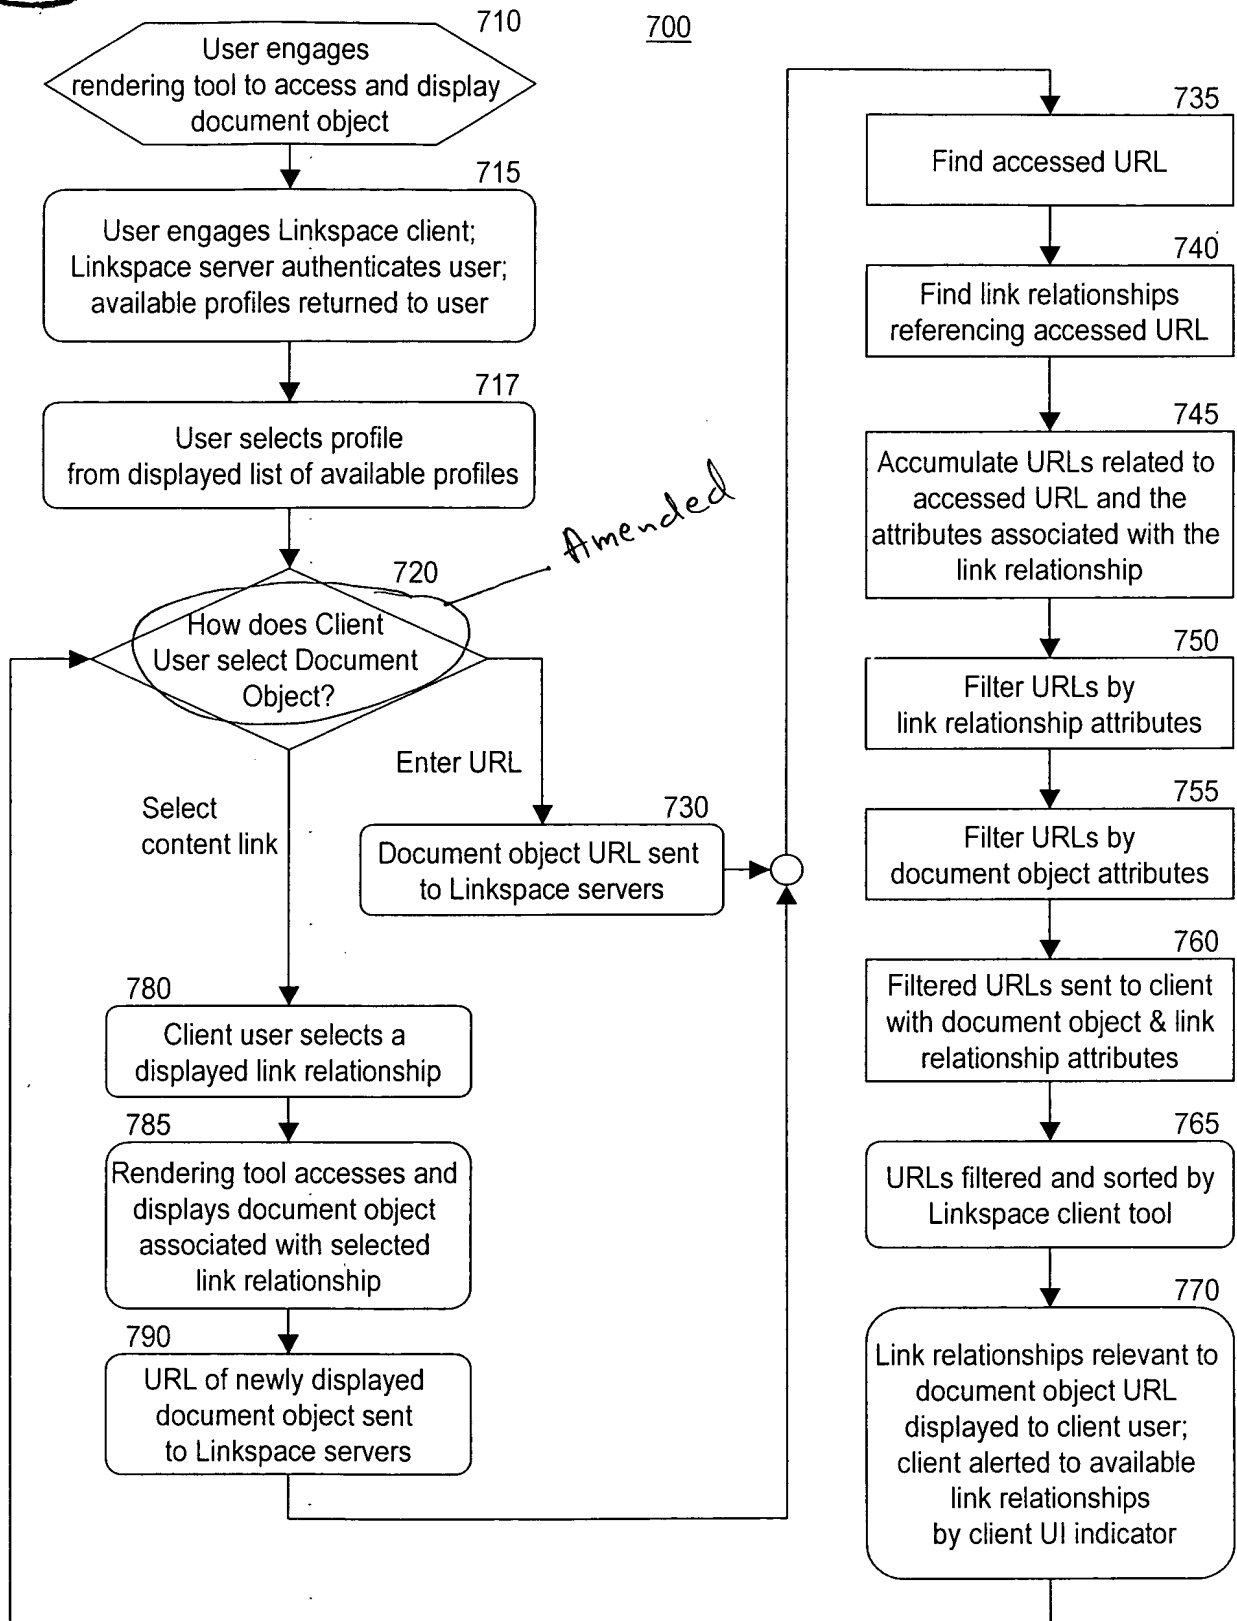 700
710
User engages
rendering tool to access and display
document object
715
User engages Linkspace client;
Linkspace server authenticates user;
available profiles returned to user
717
User selects profile
from displayed list of available profiles
Amended
720
How does Client
User select Document
Object?
Enter URL
Select
content link
730
Document object URL sent
to Linkspace servers
780
Client user selects a
displayed link relationship
785
Rendering tool accesses and
displays document object
associated with selected
link relationship
790
URL of newly displayed
document object sent
to Linkspace servers
735
Find accessed URL
740
Find link relationships
referencing accessed URL
745
Accumulate URLs related to
accessed URL and the
attributes associated with the
link relationship
750
Filter URLs by
link relationship attributes
755
Filter URLs by
document object attributes
760
Filtered URLs sent to client
with document object & link
relationship attributes
765
URLs filtered and sorted by
Linkspace client tool
770
Link relationships relevant to
document object URL
displayed to client user;
client alerted to available
link relationships
by client UI indicator